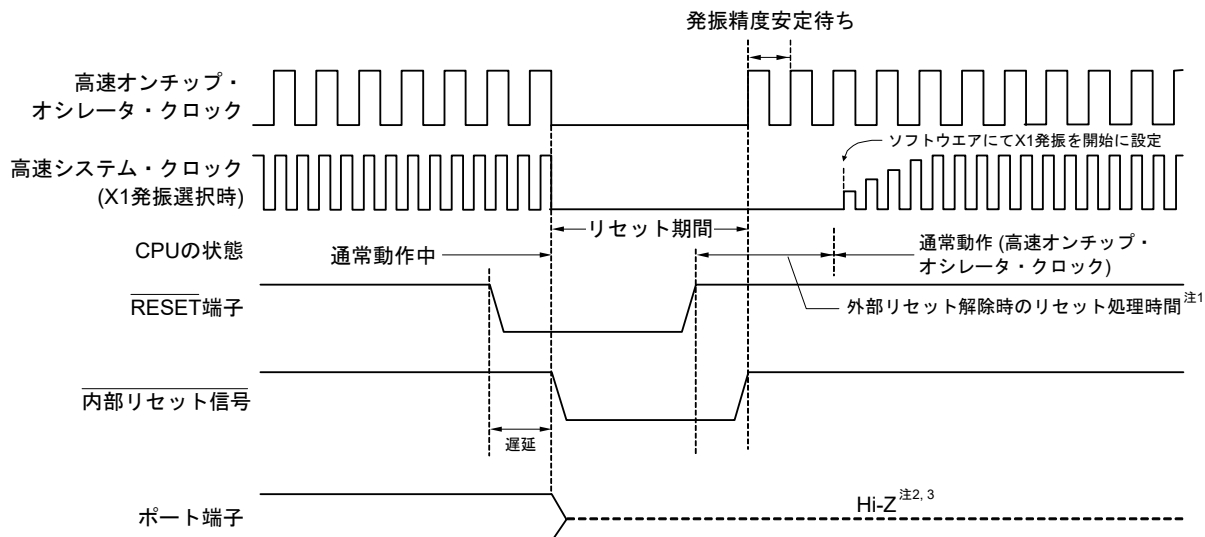 発振精度安定待ち
高速オンチップ・
オシレータ・クロック
ソフトウエアにてX1発振を開始に設定
高速システム・クロック
(X1発振選択時)
リセット期間
CPUの状態
通常動作中
通常動作 (高速オンチップ・
オシレータ・クロック)
RESET端子
外部リセット解除時のリセット処理時間注1
内部リセット信号
遅延
Hi-Z注2, 3
ポート端子